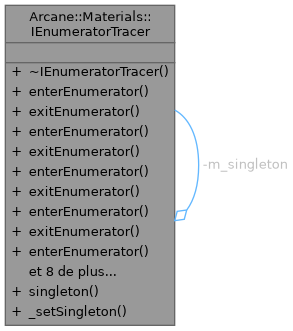 Arcane::Materials::
IEnumeratorTracer
+ ~IEnumeratorTracer()
+ enterEnumerator()
+ exitEnumerator()
+ enterEnumerator()
+ exitEnumerator()
+ enterEnumerator()
+ exitEnumerator()
+ enterEnumerator()
+ exitEnumerator()
+ enterEnumerator()
et 8 de plus...
+ singleton()
+ _setSingleton()
-m_singleton